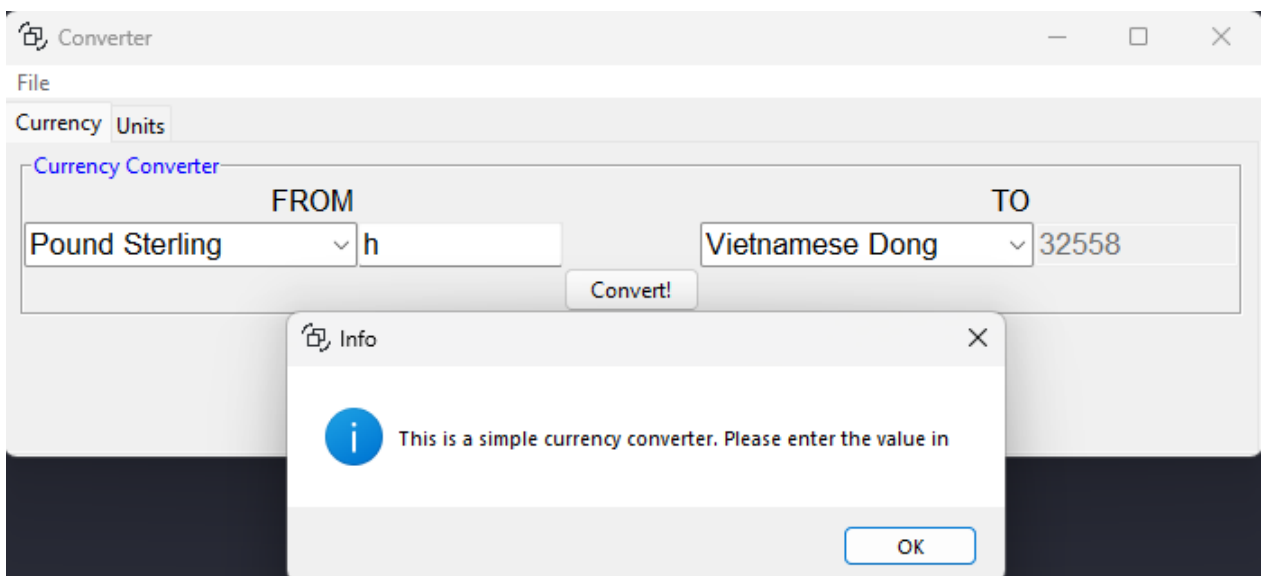 Converter
File
Currency Units
Currency Converter
FROM TO
Pound Sterling h Vietnamese Dong 32558
Convert!
Info
This is a simple currency converter. Please enter the value in
OK